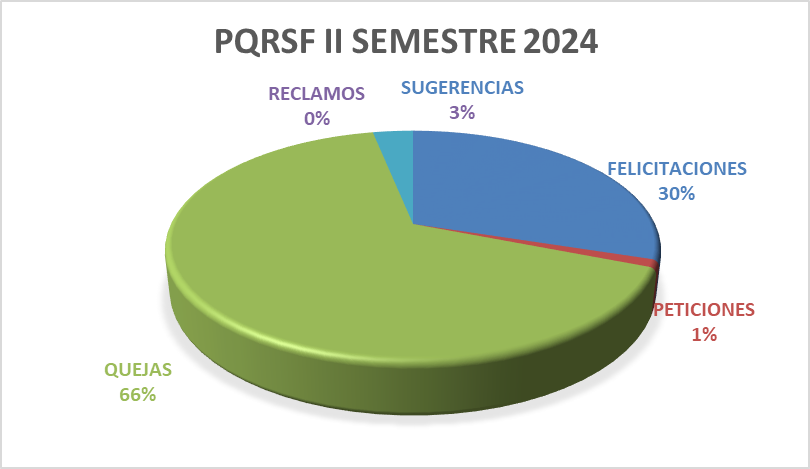 PQRSF II SEMESTRE 2024
RECLAMOS
0%
SUGERENCIAS
3%
FELICITACIONES
30%
PETICIONES
1%
QUEJAS
66%